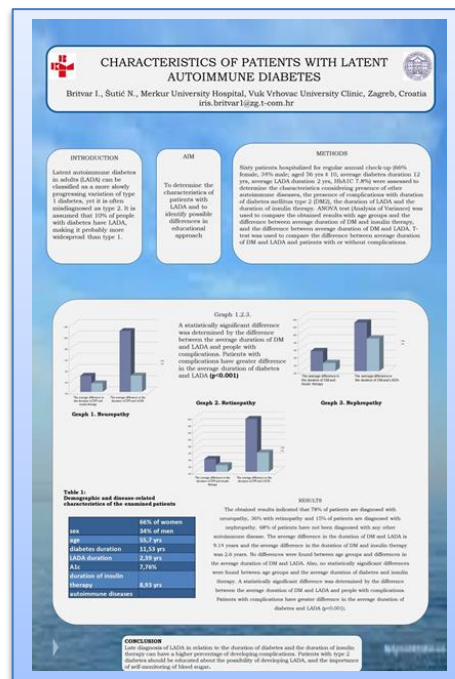 CHARACTERISTICS OF PATIENTS WITH LATENT
AUTOIMMUNE DIABETES
Britvar I., Šutić N., Merkur University Hospital, Vuk Vrhovac University Clinic, Zagreb, Croatia
iris.britvar1@zg.t-com.hr
INTRODUCTION
Latent autoimmune diabetes
in adults (LADA) can be
classified as a more slowly
progressing variation of type
1 diabetes, yet it is often
misdiagnosed as type 2. It is
assumed that 10% of people
with diabetes have LADA,
making it probably more
widespread than type 1.
AIM
To determine the
characteristics of
patients with LADA and to
identify possible
differences in
educational
approach
METHODS
Sixty patients hospitalized for regular annual check-up (66%
female, 34% male; aged 56 yrs ± 10, average diabetes duration 12
yrs, average LADA duration 2 yrs, HbA1C 7.8%) were assessed to
determine the characteristics considering presence of other
autoimmune diseases, the presence of complications with duration
of diabetes mellitus type 2 (DM2), the duration of LADA and the
duration of insulin therapy. ANOVA test (Analysis of Variance) was
used to compare the obtained results with age groups and the
difference between average duration of DM and insulin therapy,
and the difference between average duration of DM and LADA. T-
test was used to compare the difference between average duration
of DM and LADA and patients with or without complications.
Graph 1.2.3.
A statistically significant difference
was determined by the difference
between the average duration of DM
and LADA and people with
complications. Patients with
complications have greater difference
in the average duration of diabetes
and LADA (p<0.001)
Graph 1. Neuropathy
Graph 2. Retinopathy
Graph 3. Nephropathy
Table 1:
Demographic and disease-related
characteristics of the examined patients
66% of women
sex 34% of men
age 55,7 yrs
diabetes duration 11,53 yrs
LADA duration 2,39 yrs
A1c 7,76%
duration of insulin
therapy 8,93 yrs
autoimmune diseases
RESULTS
The obtained results indicated that 78% of patients are diagnosed with
neuropathy, 36% with retinopathy and 15% of patients are diagnosed with
nephropathy. 68% of patients have not been diagnosed with any other
autoimmune disease. The average difference in the duration of DM and LADA is
9.14 years and the average difference in the duration of DM and insulin therapy
was 2.6 years. No differences were found between age groups and differences in
the average duration of DM and LADA. Also, no statistically significant differences
were found between age groups and the average duration of diabetes and insulin
therapy. A statistically significant difference was determined by the difference
between the average duration of DM and LADA and people with complications.
Patients with complications have greater difference in the average duration of
diabetes and LADA (p<0.001).
CONCLUSION
Late diagnosis of LADA in relation to the duration of diabetes and the duration of insulin
therapy can have a higher percentage of developing complications. Patients with type 2
diabetes should be educated about the possibility of developing LADA, and the importance
of self-monitoring of blood sugar.